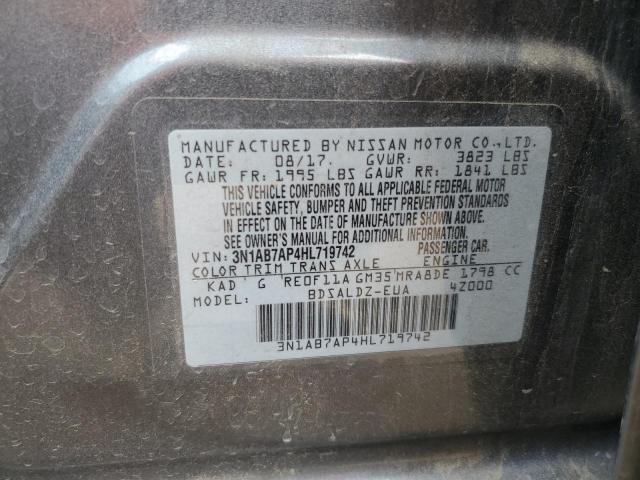 MANUFACTURED BY NISSAN MOTOR CO., LTD.
DATE: 08/17. GVWR: 3823 LBS
GAWR FR: 1995 LBS GAWR RR: 1841 LBS
THIS VEHICLE CONFORMS TO ALL APPLICABLE FEDERAL MOTOR
VEHICLE SAFETY, BUMPER AND THEFT PREVENTION STANDARDS
IN EFFECT ON THE DATE OF MANUFACTURE SHOWN ABOVE.
SEE OWNER'S MANUAL FOR ADDITIONAL INFORMATION.
VIN: 3N1AB7AP4HL719742 PASSENGER CAR.
COLOR TRIM TRANS AXLE ENGINE
KAD G RE0F11A GM35 MRA8DE 1798 CC
MODEL: BDSALDZ-EUA 4Z000
3N1AB7AP4HL719742